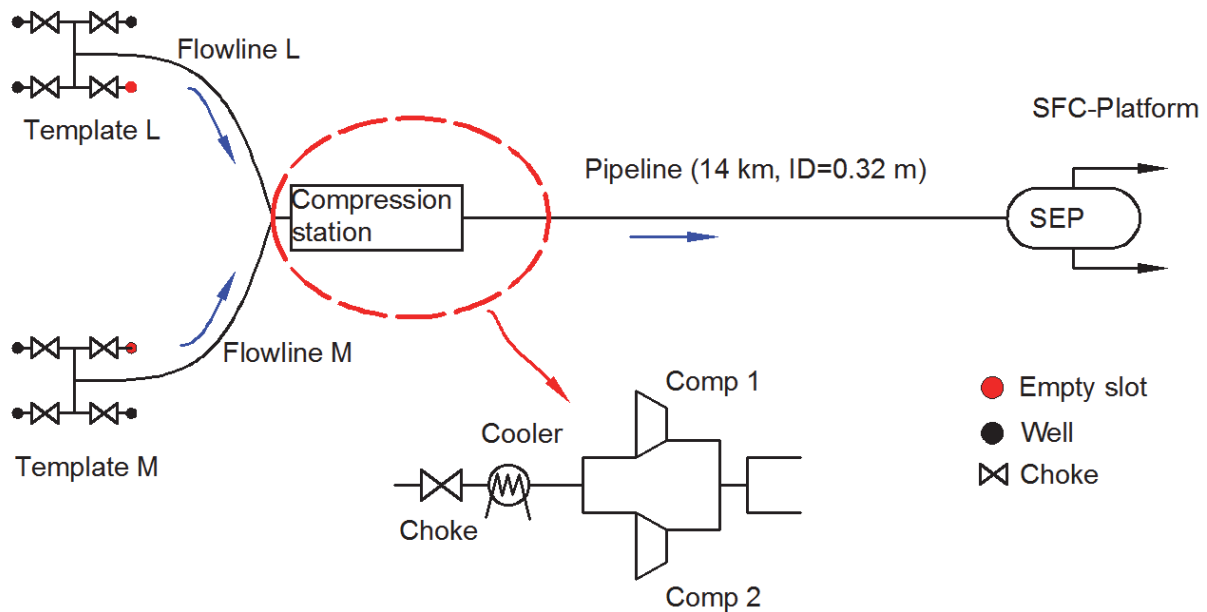 Flowline L
Template L
SFC-Platform
Pipeline (14 km, ID=0.32 m)
Compression
station
SEP
Flowline M
Template M
Comp 1
Cooler
Choke
Comp 2
Empty slot
Well
Choke